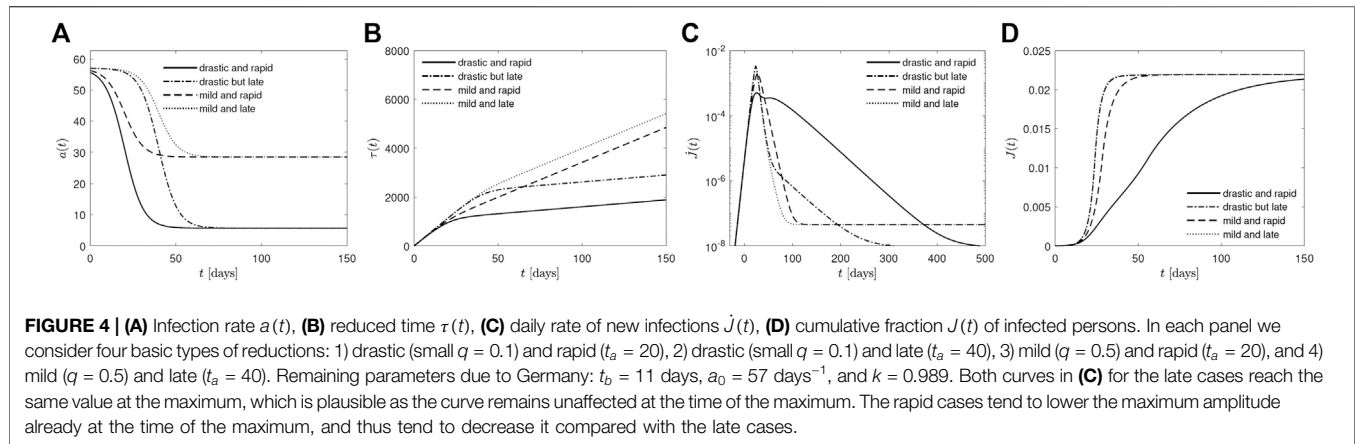 A
60
50
40
30
20
10
0
a(t)
drastic and rapid
drastic but late
mild and rapid
mild and late
0 50 100 150
t [days]
B
8000
6000
4000
2000
0
τ(t)
drastic and rapid
drastic but late
mild and rapid
mild and late
0 50 100 150
t [days]
C
10⁻²
10⁻⁴
10⁻⁶
10⁻⁸
J̇(t)
drastic and rapid
drastic but late
mild and rapid
mild and late
0 100 200 300 400 500
t [days]
D
0.025
0.02
0.015
0.01
0.005
0
J(t)
drastic and rapid
drastic but late
mild and rapid
mild and late
0 50 100 150
t [days]
FIGURE 4 | (A) Infection rate a(t), (B) reduced time τ(t), (C) daily rate of new infections J̇(t), (D) cumulative fraction J(t) of infected persons. In each panel we
consider four basic types of reductions: 1) drastic (small q = 0.1) and rapid (tₐ = 20), 2) drastic (small q = 0.1) and late (tₐ = 40), 3) mild (q = 0.5) and rapid (tₐ = 20), and 4)
mild (q = 0.5) and late (tₐ = 40). Remaining parameters due to Germany: t_b = 11 days, a₀ = 57 days⁻¹, and k = 0.989. Both curves in (C) for the late cases reach the
same value at the maximum, which is plausible as the curve remains unaffected at the time of the maximum. The rapid cases tend to lower the maximum amplitude
already at the time of the maximum, and thus tend to decrease it compared with the late cases.